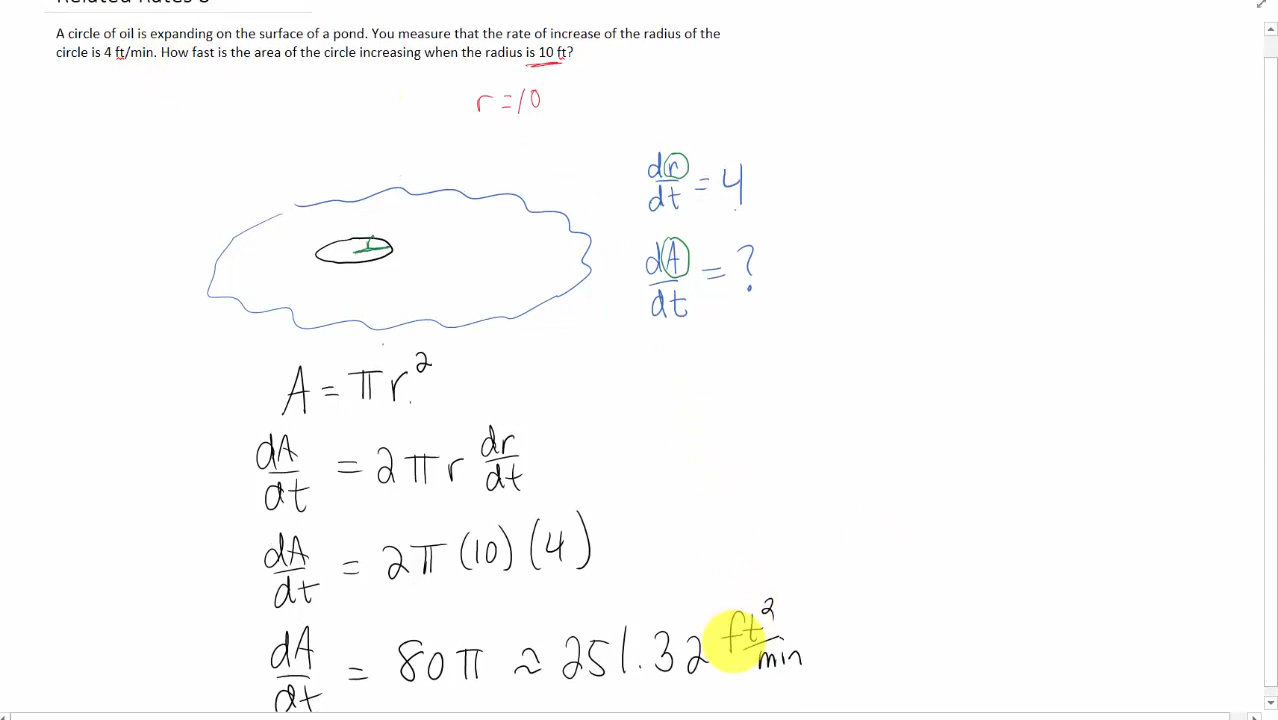 Related Rates
A circle of oil is expanding on the surface of a pond. You measure that the rate of increase of the radius of the
circle is 4 ft/min. How fast is the area of the circle increasing when the radius is 10 ft?
r = 10
dr/dt = 4
r
dA/dt = ?
A = πr²
dA/dt = 2πr dr/dt
dA/dt = 2π(10)(4)
dA/dt = 80π ≈ 251.32 ft²/min